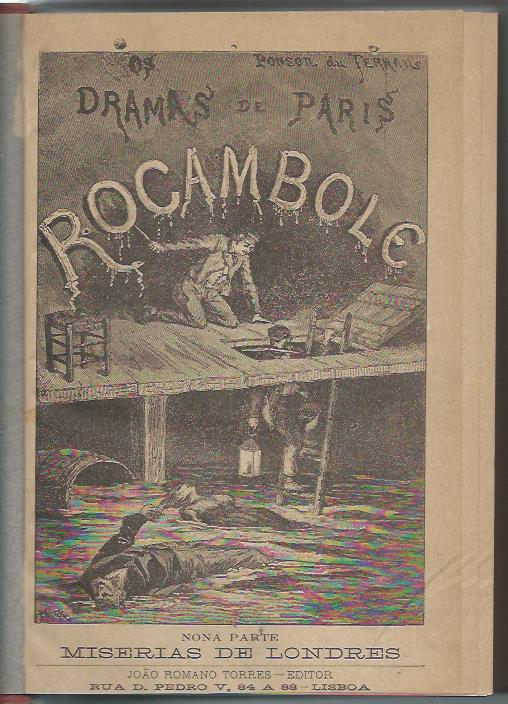 OS
PONSON du TERRAIL
DRAMAS DE PARIS
ROCAMBOLE
NONA PARTE
MISERIAS DE LONDRES
JOÃO ROMANO TORRES—EDITOR
RUA D. PEDRO V, 84 A 88—LISBOA